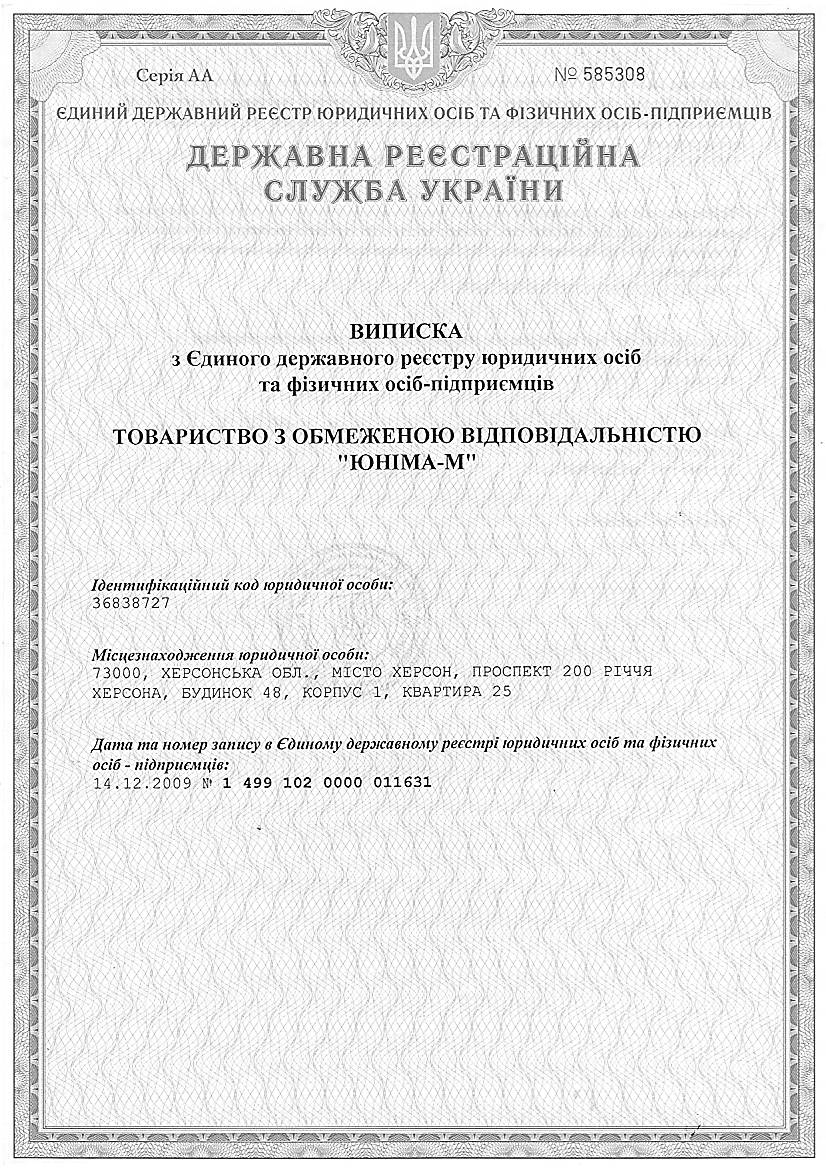 Серія АА
№ 585308
ЄДИНИЙ ДЕРЖАВНИЙ РЕЄСТР ЮРИДИЧНИХ ОСІБ ТА ФІЗИЧНИХ ОСІБ-ПІДПРИЄМЦІВ
ДЕРЖАВНА РЕЄСТРАЦІЙНА
СЛУЖБА УКРАЇНИ
ВИПИСКА
з Єдиного державного реєстру юридичних осіб
та фізичних осіб-підприємців
ТОВАРИСТВО З ОБМЕЖЕНОЮ ВІДПОВІДАЛЬНІСТЮ
"ЮНІМА-М"
Ідентифікаційний код юридичної особи:
36838727
Місцезнаходження юридичної особи:
73000, ХЕРСОНСЬКА ОБЛ., МІСТО ХЕРСОН, ПРОСПЕКТ 200 РІЧЧЯ
ХЕРСОНА, БУДИНОК 48, КОРПУС 1, КВАРТИРА 25
Дата та номер запису в Єдиному державному реєстрі юридичних осіб та фізичних
осіб - підприємців:
14.12.2009 № 1 499 102 0000 011631